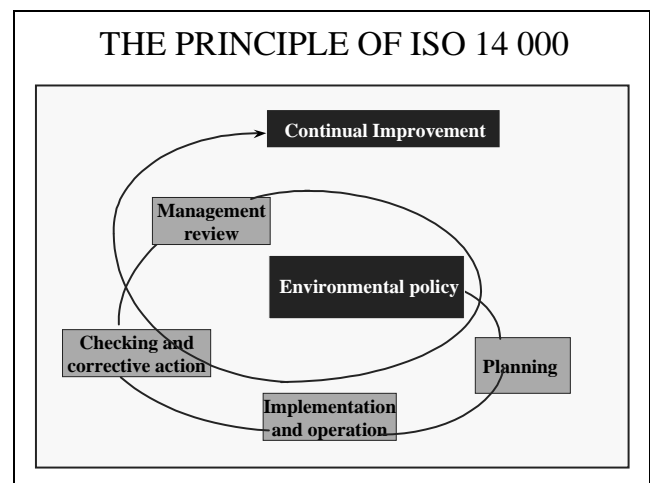 THE PRINCIPLE OF ISO 14 000
Continual Improvement
Management
review
Environmental policy
Checking and
corrective action
Planning
Implementation
and operation